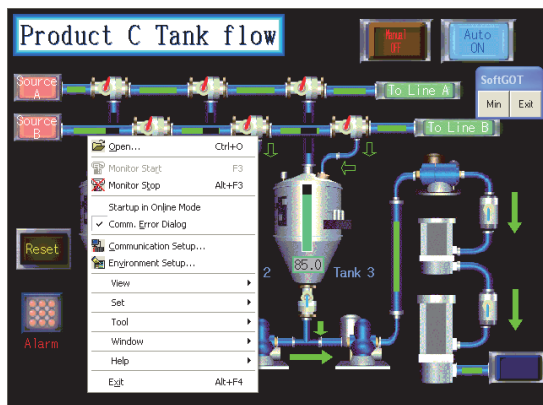 Product C Tank flow
Manual
OFF
Auto
ON
Source
A
To Line A
SoftGOT
Min Exit
Source
B
To Line B
Open... Ctrl+O
Monitor Start F3
Monitor Stop Alt+F3
Startup in Online Mode
Comm. Error Dialog
Communication Setup...
Environment Setup...
View
Set
Tool
Window
Help
Exit Alt+F4
Reset
Alarm
85.0
2 Tank 3